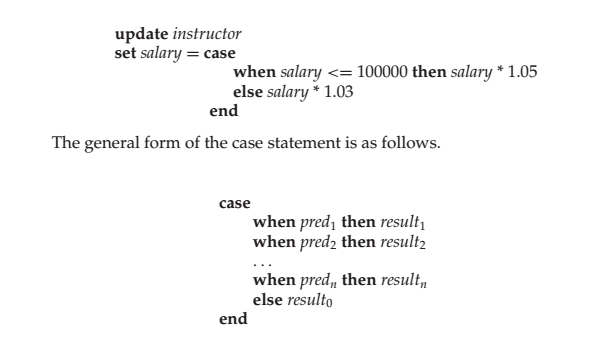 update instructor
set salary = case
when salary <= 100000 then salary * 1.05
else salary * 1.03
end
The general form of the case statement is as follows.
case
when pred₁ then result₁
when pred₂ then result₂
. . .
when predₙ then resultₙ
else result₀
end